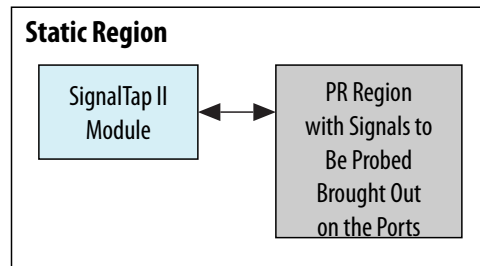 Static Region
SignalTap II
Module
PR Region
with Signals to
Be Probed
Brought Out
on the Ports